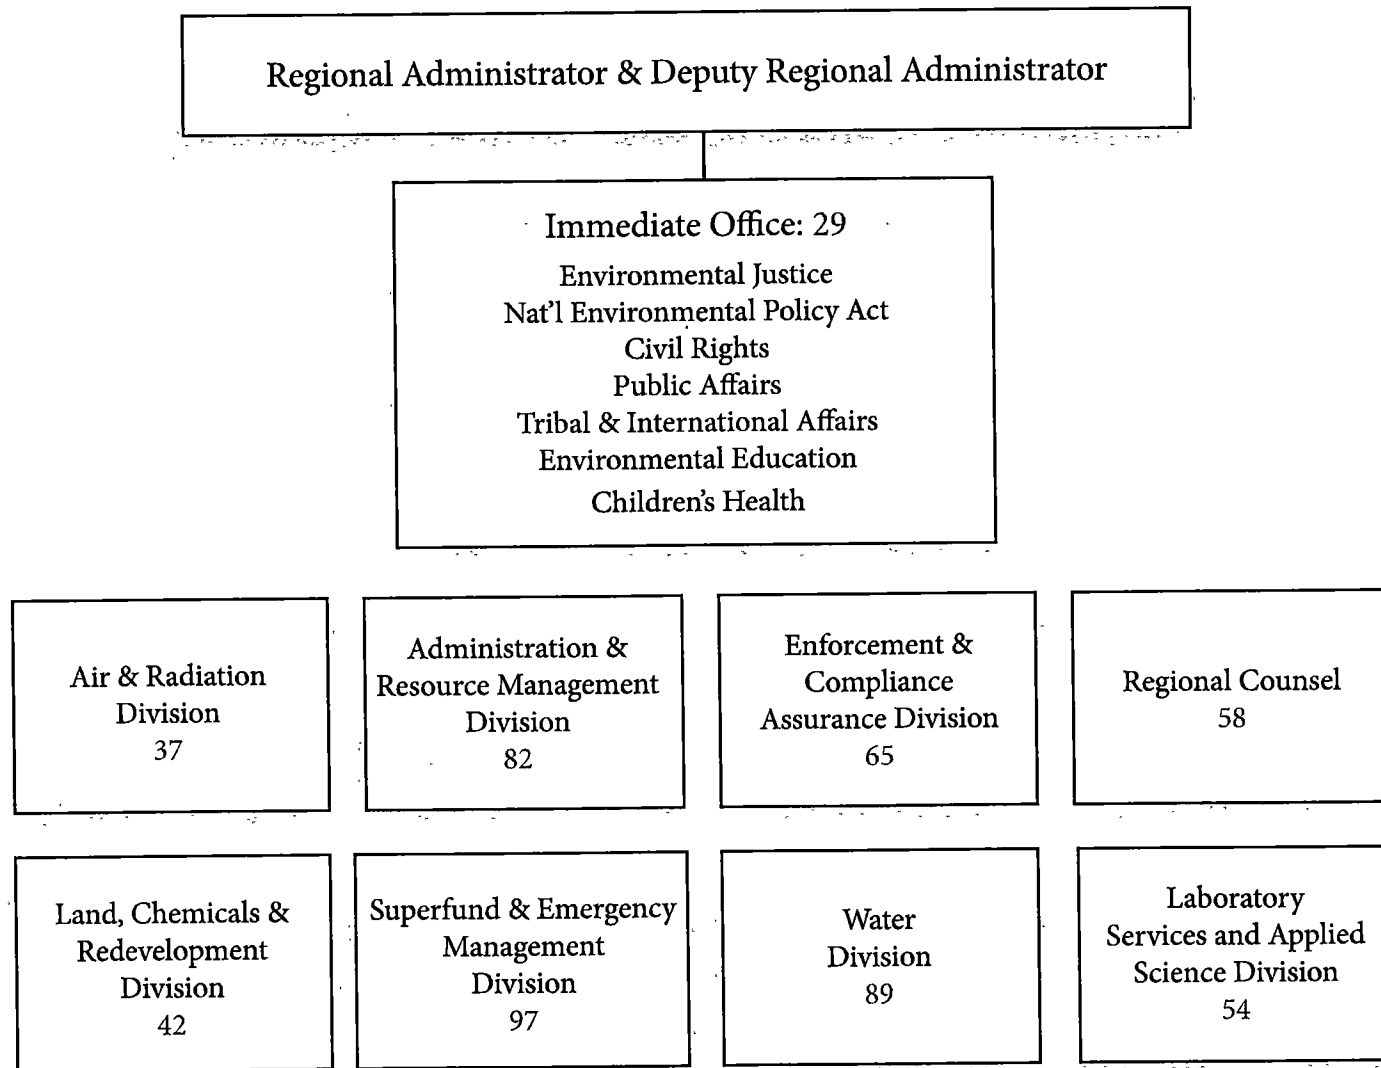 Regional Administrator & Deputy Regional Administrator
Immediate Office: 29
Environmental Justice
Nat'l Environmental Policy Act
Civil Rights
Public Affairs
Tribal & International Affairs
Environmental Education
Children's Health
Air & Radiation
Division
37
Administration &
Resource Management
Division
82
Enforcement &
Compliance
Assurance Division
65
Regional Counsel
58
Land, Chemicals &
Redevelopment
Division
42
Superfund & Emergency
Management
Division
97
Water
Division
89
Laboratory
Services and Applied
Science Division
54